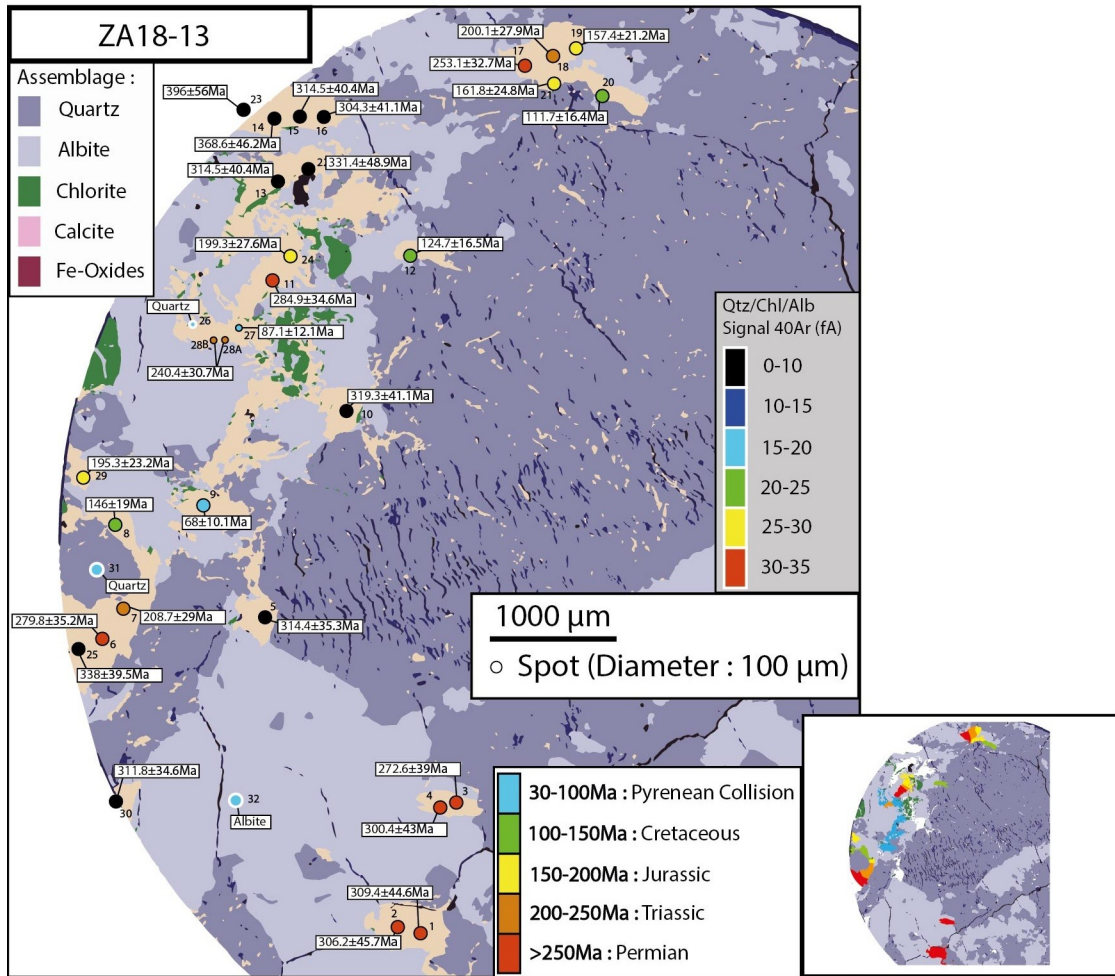 ZA18-13
Assemblage :
Quartz
Albite
Chlorite
Calcite
Fe-Oxides
200.1±27.9Ma
19
157.4±21.2Ma
17
253.1±32.7Ma
18
161.8±24.8Ma
21
20
111.7±16.4Ma
396±56Ma
23
314.5±40.4Ma
304.3±41.1Ma
14
15
16
368.6±46.2Ma
314.5±40.4Ma
331.4±48.9Ma
13
199.3±27.6Ma
24
124.7±16.5Ma
12
11
284.9±34.6Ma
Quartz
26
27
87.1±12.1Ma
28B
28A
240.4±30.7Ma
319.3±41.1Ma
10
195.3±23.2Ma
29
9
146±19Ma
68±10.1Ma
8
31
Quartz
5
279.8±35.2Ma
7
208.7±29Ma
314.4±35.3Ma
6
25
338±39.5Ma
311.8±34.6Ma
30
32
Albite
272.6±39Ma
4
3
300.4±43Ma
309.4±44.6Ma
2
1
306.2±45.7Ma
Qtz/Chl/Alb
Signal 40Ar (fA)
0-10
10-15
15-20
20-25
25-30
30-35
1000 µm
Spot (Diameter : 100 µm)
30-100Ma : Pyrenean Collision
100-150Ma : Cretaceous
150-200Ma : Jurassic
200-250Ma : Triassic
>250Ma : Permian